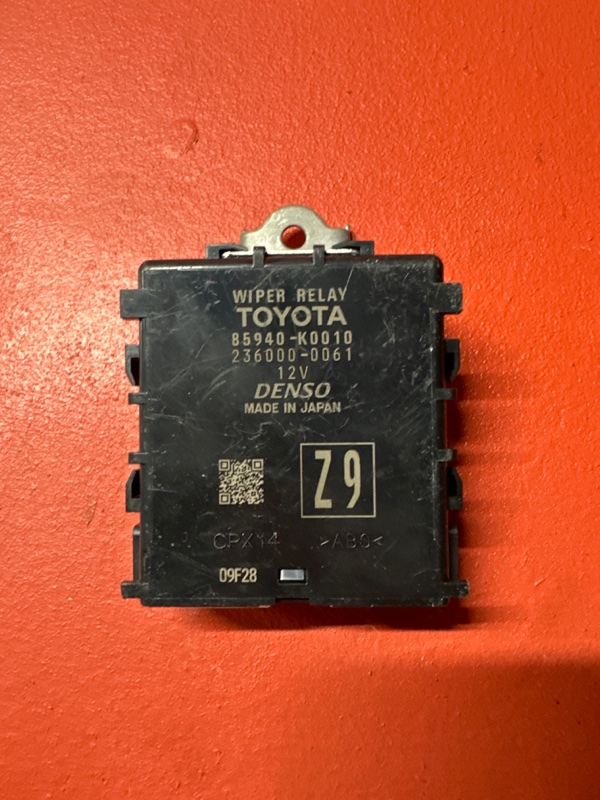 WIPER RELAY
TOYOTA
85940-K0010
236000-0061
12V
DENSO
MADE IN JAPAN
Z9
CPX14 >ABS<
09F28